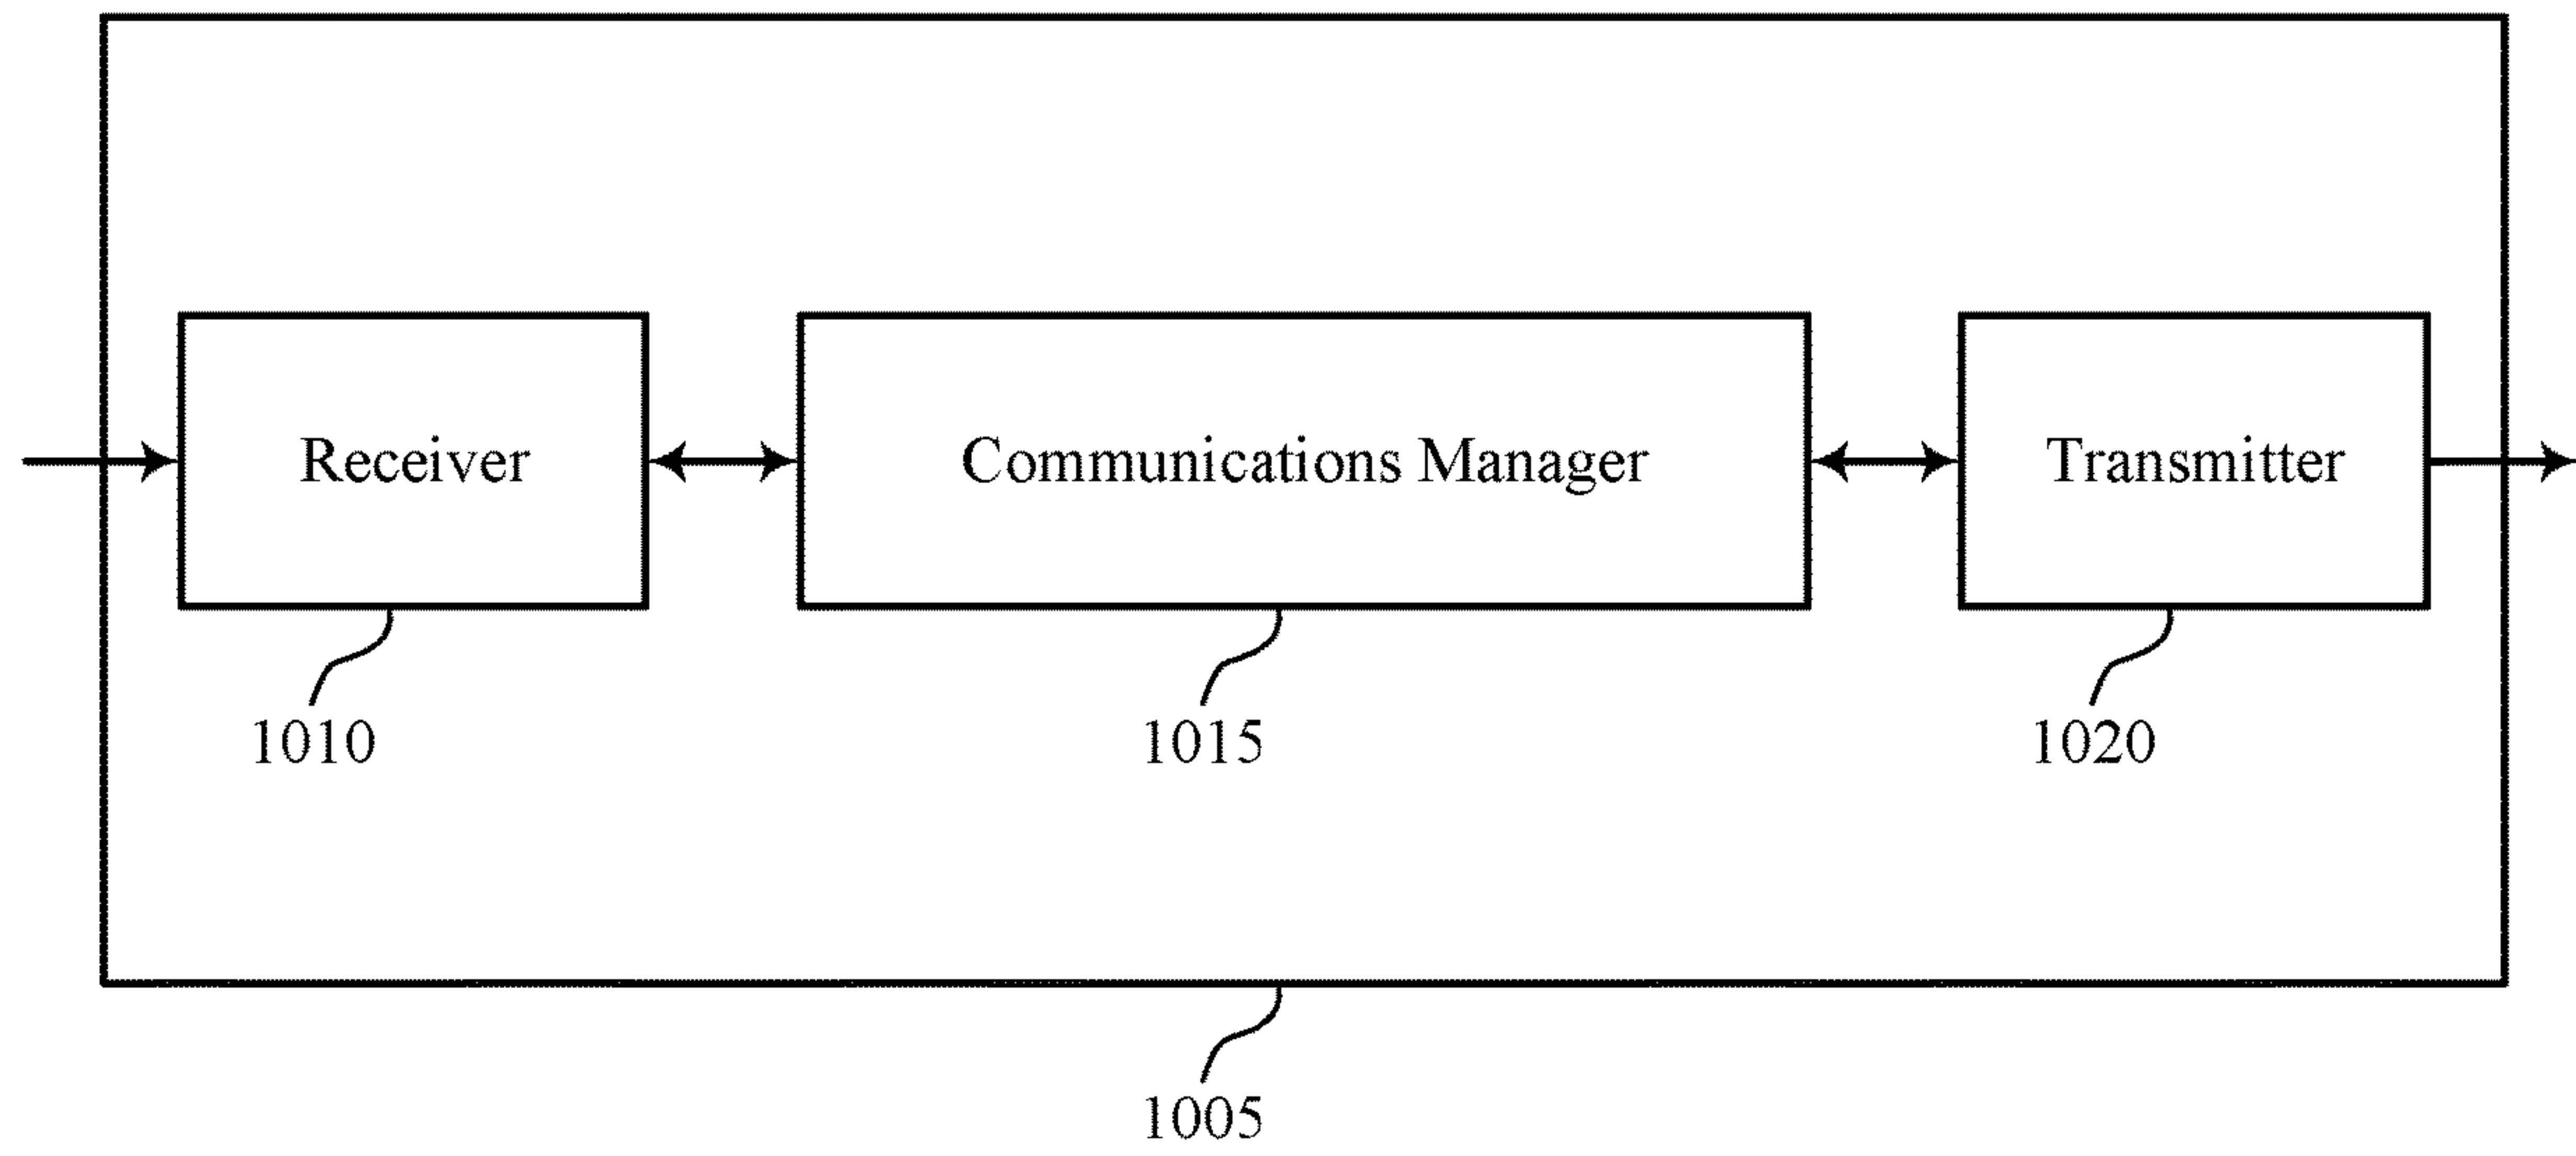 Receiver
Communications Manager
Transmitter
1010
1015
1020
1005